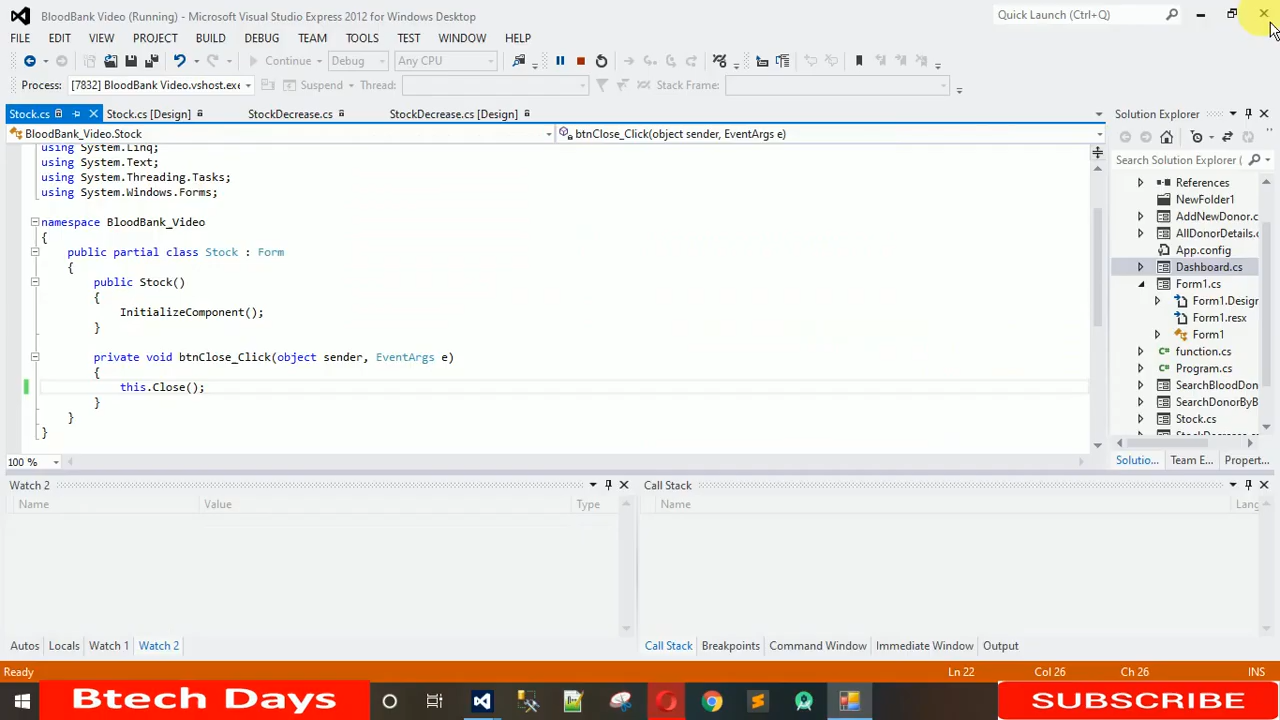 BloodBank Video (Running) - Microsoft Visual Studio Express 2012 for Windows Desktop
Quick Launch (Ctrl+Q)
FILE EDIT VIEW PROJECT BUILD DEBUG TEAM TOOLS TEST WINDOW HELP
Continue Debug Any CPU
Process: [7832] BloodBank Video.vshost.exe Suspend Thread: Stack Frame:
Stock.cs Stock.cs [Design] StockDecrease.cs StockDecrease.cs [Design]
BloodBank_Video.Stock btnClose_Click(object sender, EventArgs e)
using System.Linq;
using System.Text;
using System.Threading.Tasks;
using System.Windows.Forms;
namespace BloodBank_Video
{
public partial class Stock : Form
{
public Stock()
{
InitializeComponent();
}
private void btnClose_Click(object sender, EventArgs e)
{
this.Close();
}
}
}
100 %
Solution Explorer
Search Solution Explorer (
References
NewFolder1
AddNewDonor.c
AllDonorDetails.c
App.config
Dashboard.cs
Form1.cs
Form1.Design
Form1.resx
Form1
function.cs
Program.cs
SearchBloodDon
SearchDonorByB
Stock.cs
Solutio... Team E... Propert...
Watch 2
Name Value Type
Autos Locals Watch 1 Watch 2
Call Stack
Name Lang
Call Stack Breakpoints Command Window Immediate Window Output
Ready Ln 22 Col 26 Ch 26 INS
Btech Days
SUBSCRIBE